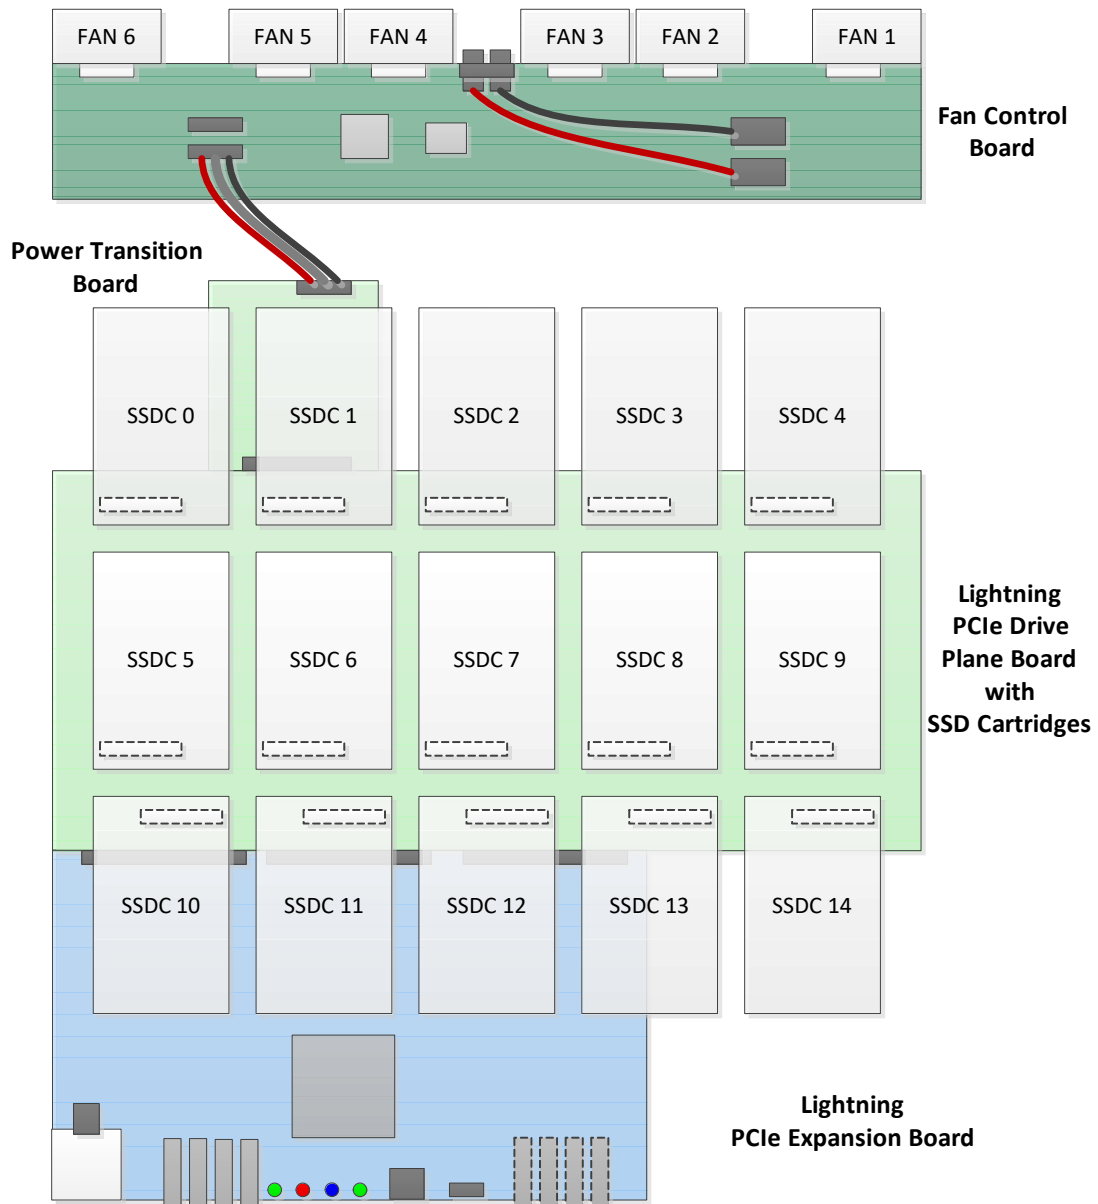 FAN 6
FAN 5
FAN 4
FAN 3
FAN 2
FAN 1
Fan Control
Board
Power Transition
Board
SSDC 0
SSDC 1
SSDC 2
SSDC 3
SSDC 4
SSDC 5
SSDC 6
SSDC 7
SSDC 8
SSDC 9
Lightning
PCIe Drive
Plane Board
with
SSD Cartridges
SSDC 10
SSDC 11
SSDC 12
SSDC 13
SSDC 14
Lightning
PCIe Expansion Board